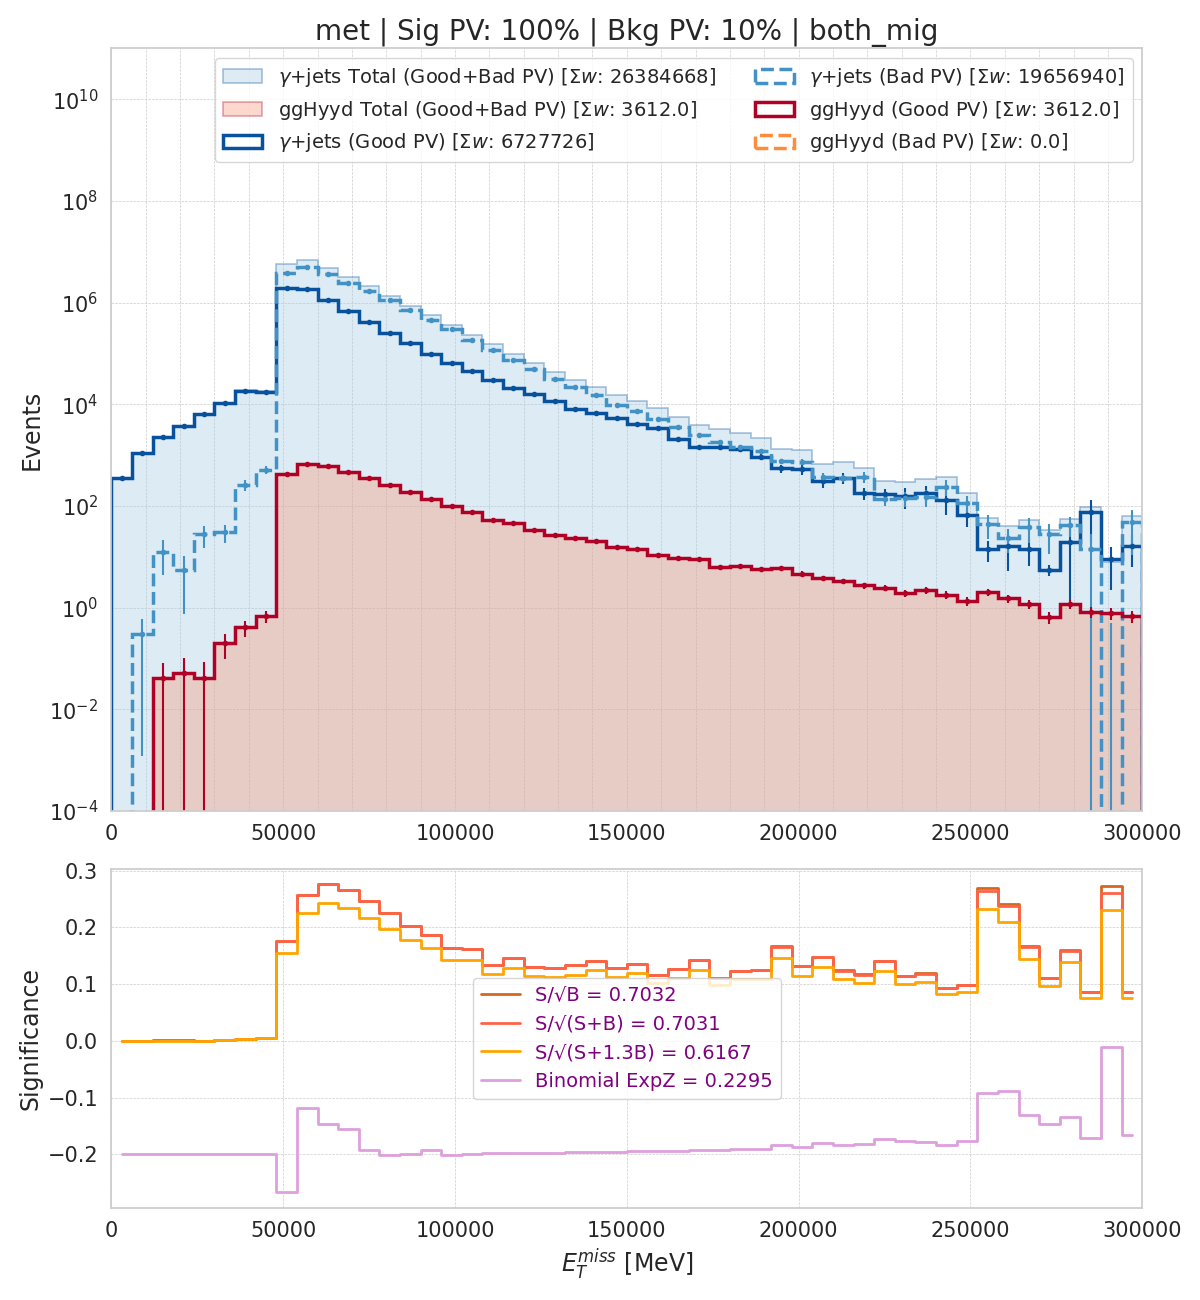 met | Sig PV: 100% | Bkg PV: 10% | both_mig
γ+jets Total (Good+Bad PV) [Σw: 26384668]
ggHyyd Total (Good+Bad PV) [Σw: 3612.0]
γ+jets (Good PV) [Σw: 6727726]
γ+jets (Bad PV) [Σw: 19656940]
ggHyyd (Good PV) [Σw: 3612.0]
ggHyyd (Bad PV) [Σw: 0.0]
Events
10^10
10^8
10^6
10^4
10^2
10^0
10^−2
10^−4
0 50000 100000 150000 200000 250000 300000
Significance
0.3
0.2
0.1
0.0
−0.1
−0.2
S/√B = 0.7032
S/√(S+B) = 0.7031
S/√(S+1.3B) = 0.6167
Binomial ExpZ = 0.2295
0 50000 100000 150000 200000 250000 300000
E_T^miss [MeV]